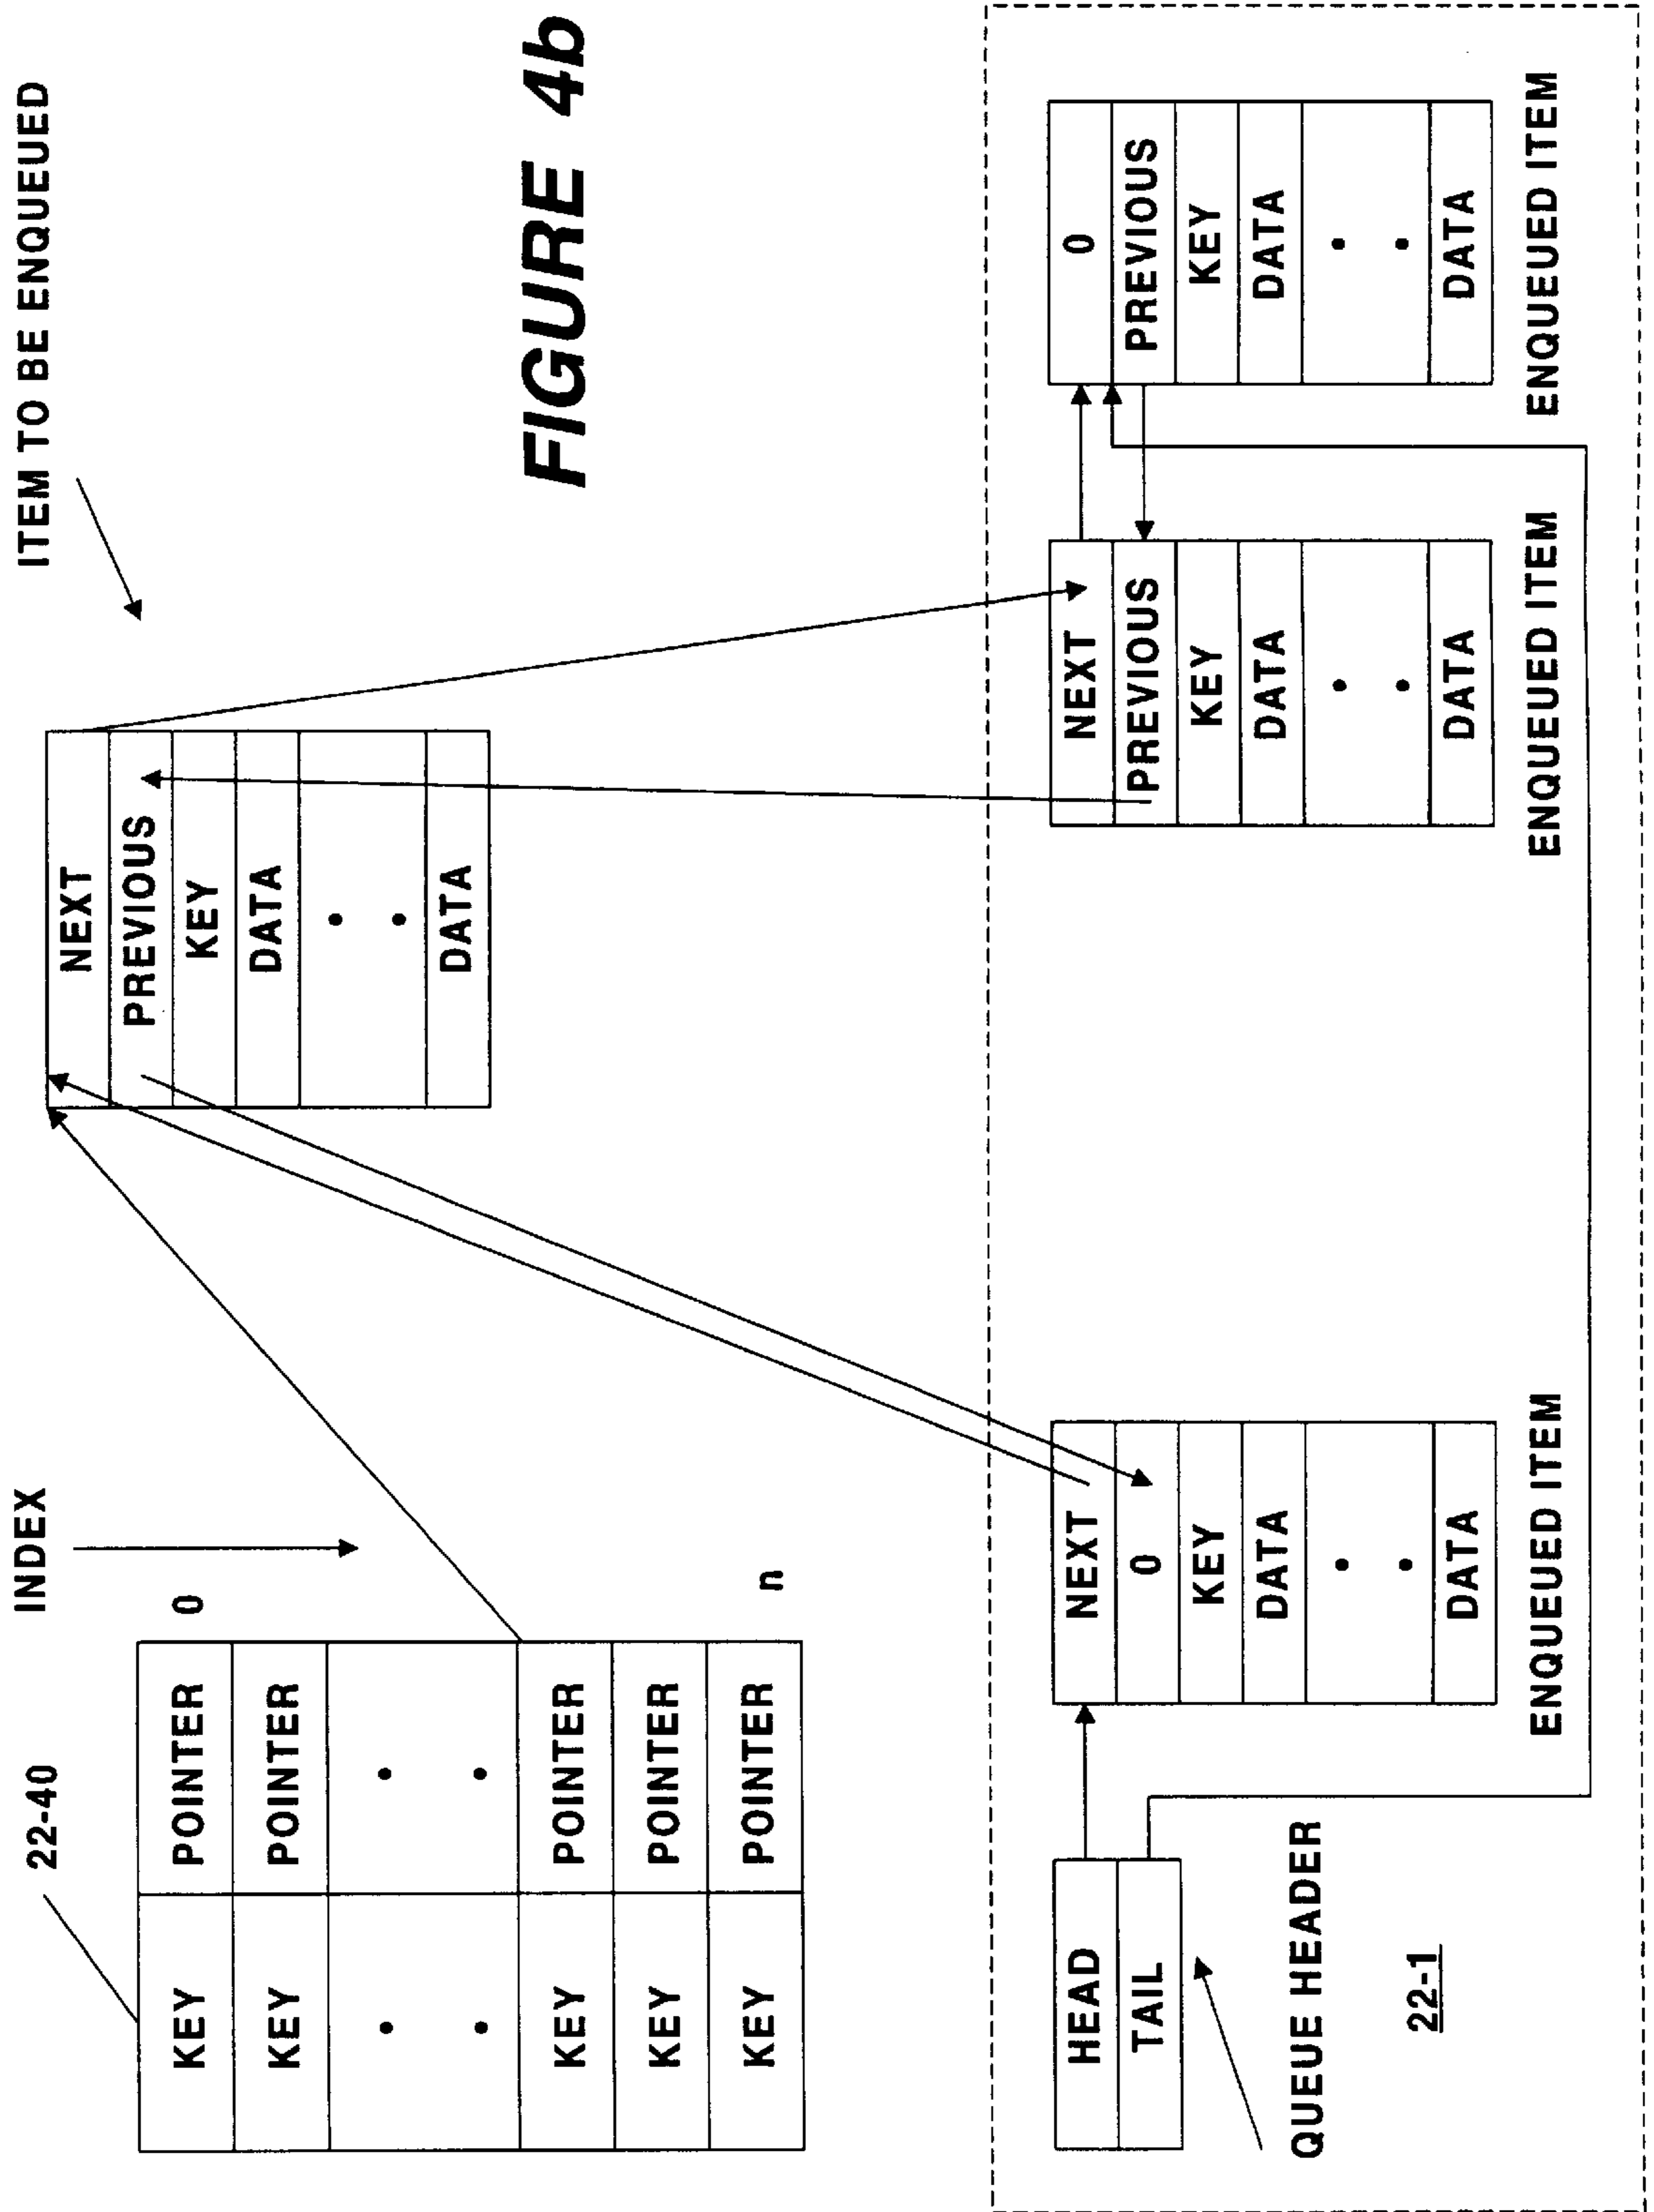 22-40
INDEX
ITEM TO BE ENQUEUED
KEY POINTER 0
KEY POINTER
. .
. .
KEY POINTER
KEY POINTER
KEY POINTER n
NEXT
PREVIOUS
KEY
DATA
.
.
DATA
FIGURE 4b
HEAD
TAIL
QUEUE HEADER
22-1
NEXT
0
KEY
DATA
.
.
DATA
ENQUEUED ITEM
NEXT
PREVIOUS
KEY
DATA
.
.
DATA
ENQUEUED ITEM
0
PREVIOUS
KEY
DATA
.
.
DATA
ENQUEUED ITEM